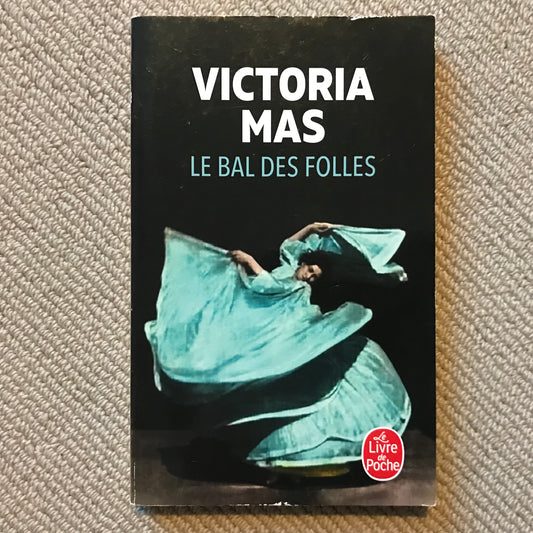 VICTORIA
MAS
LE BAL DES FOLLES
Le
Livre
de
Poche